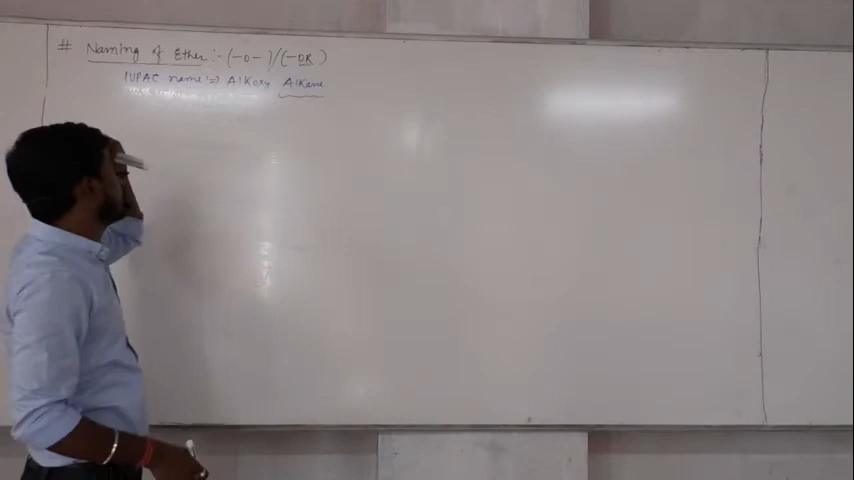 # Naming of Ether :- (-O-)/(-OR)
IUPAC name :=> Alkoxy Alkane